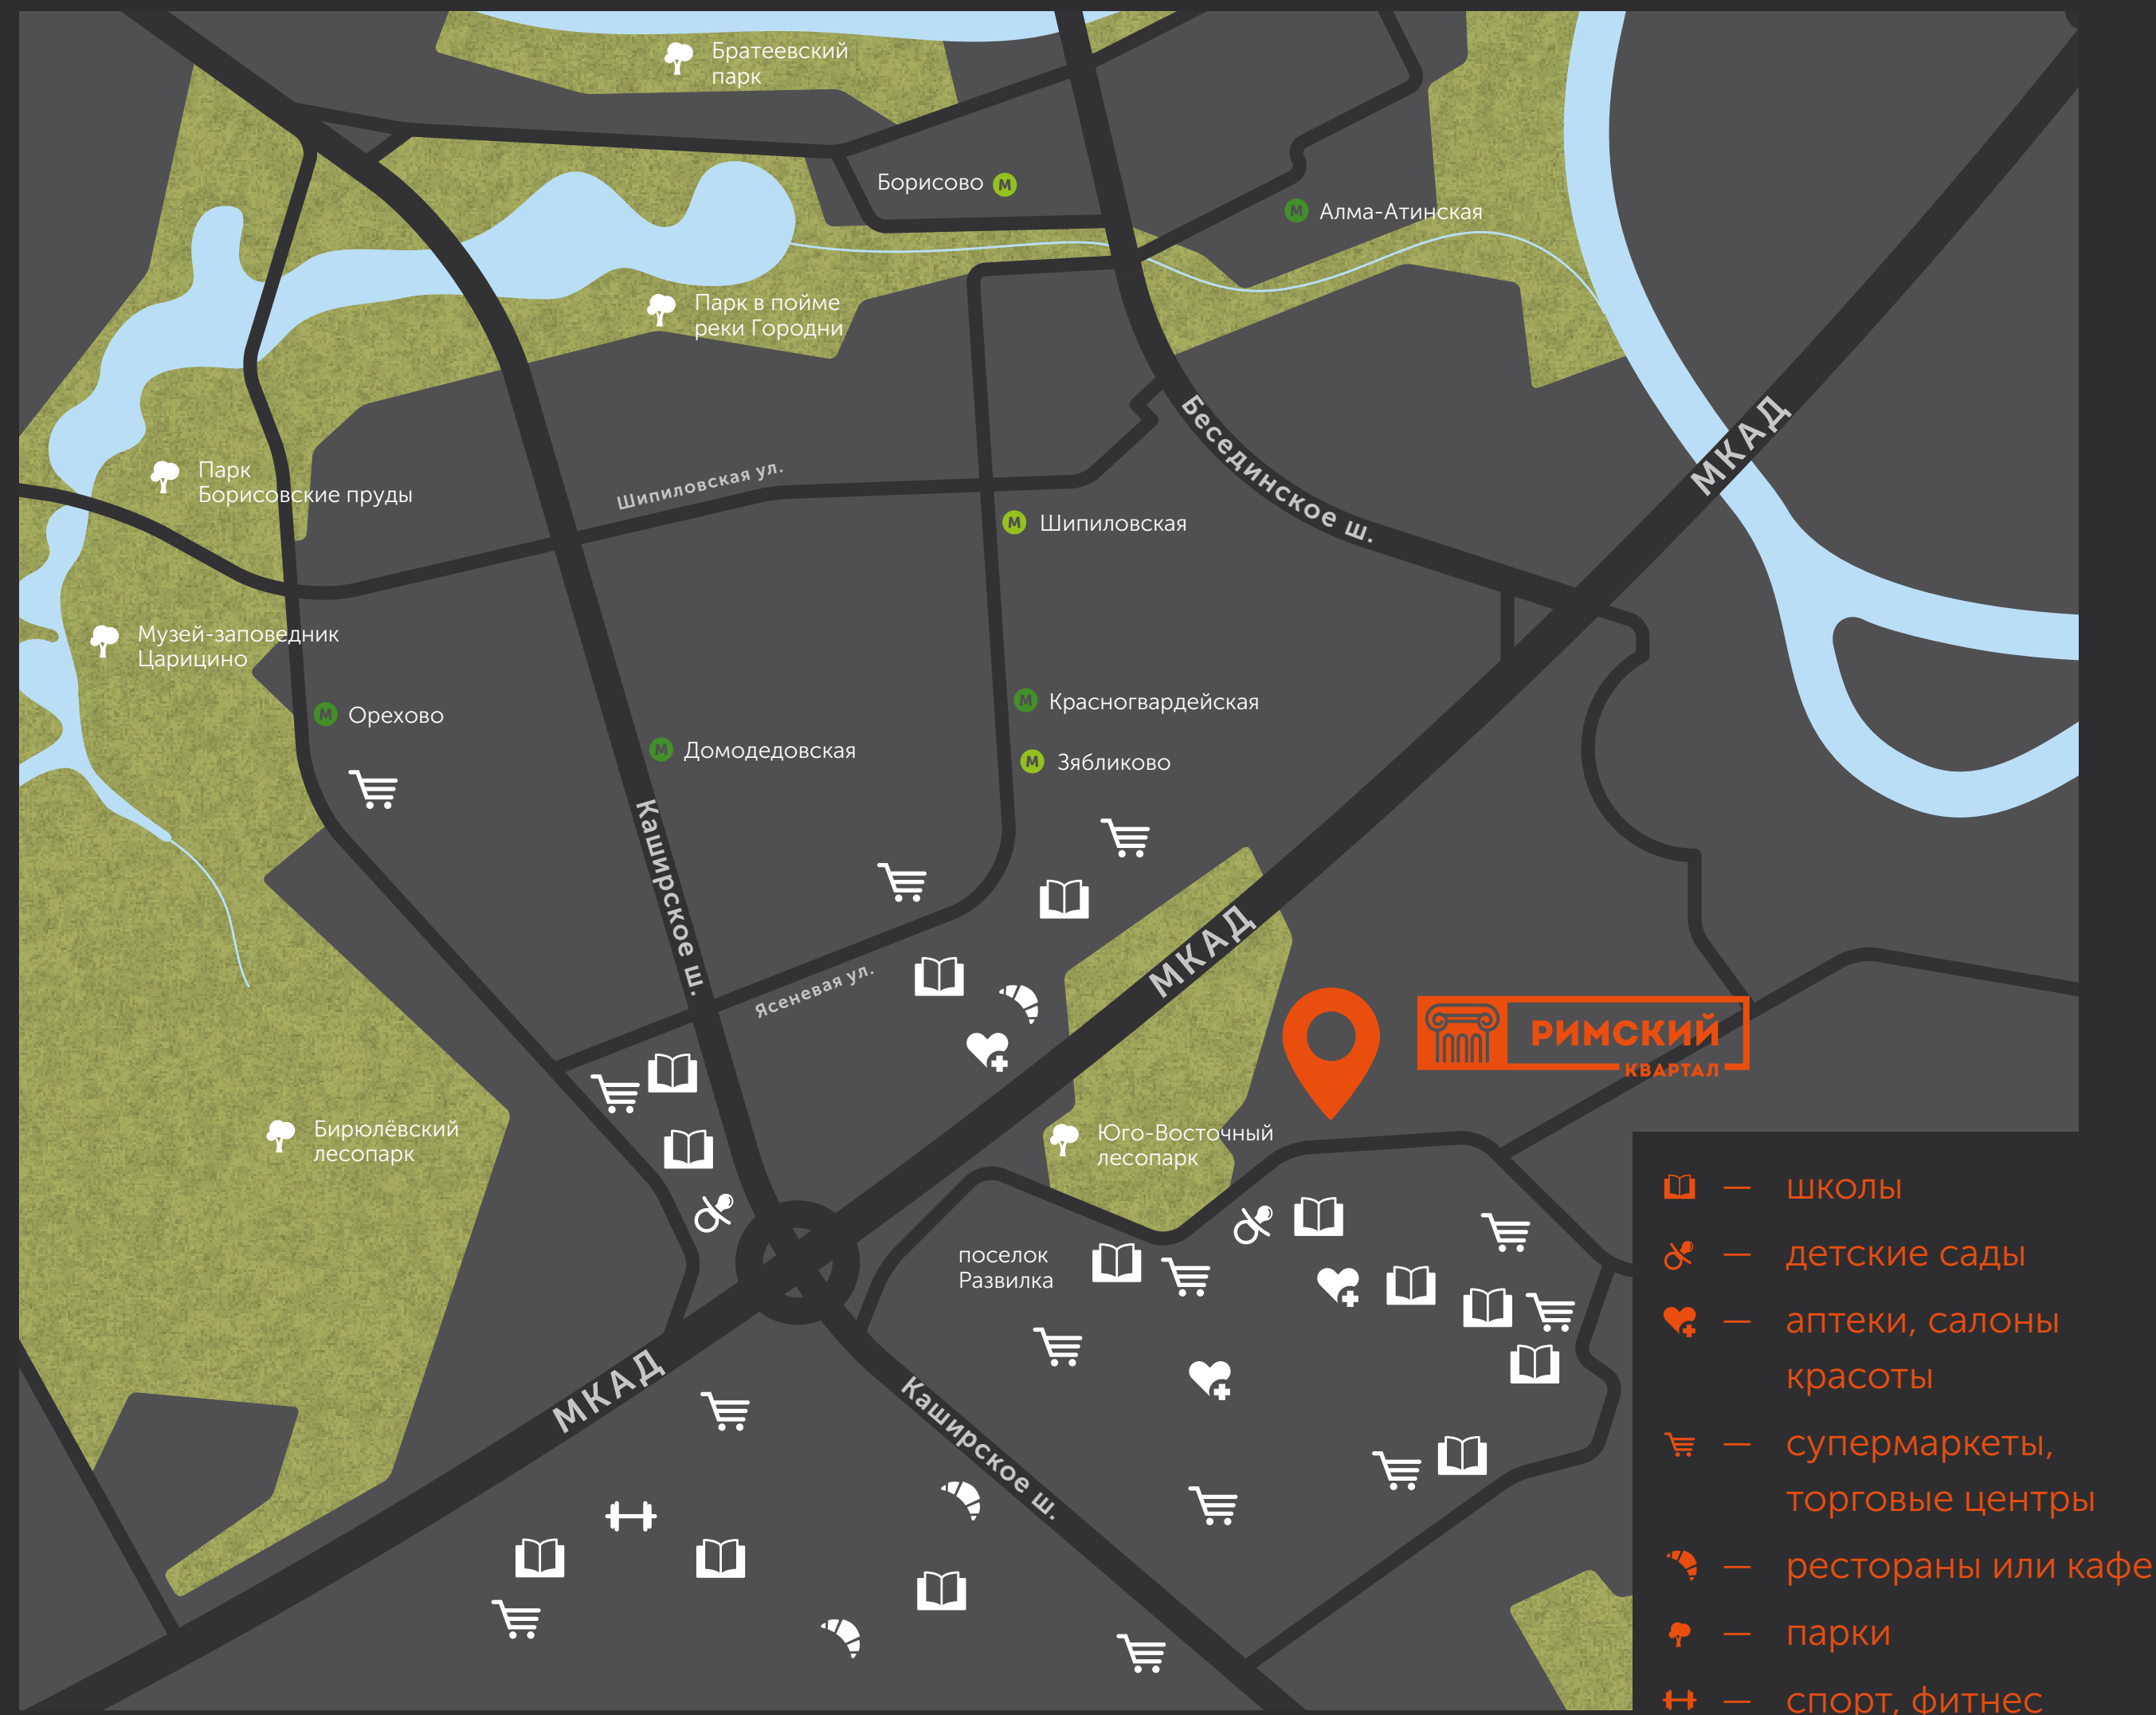 Братеевский
парк
Борисово
М
М
Алма-Атинская
Парк в пойме
реки Городни
Беседнское ш.
МКАД
Парк
Борисовские пруды
Шипиловская ул.
М
Шипиловская
Музей-заповедник
Царицино
М
Орехово
М
Домодедовская
М
Красногвардейская
М
Зябликово
Каширское ш.
Ясеневая ул.
МКАД
РИМСКИЙ
КВАРТАЛ
Бирюлёвский
лесопарк
Юго-Восточный
лесопарк
поселок
Развилка
МКАД
Каширское ш.
— школы
— детские сады
— аптеки, салоны
красоты
— супермаркеты,
торговые центры
— рестораны или кафе
— парки
— спорт, фитнес